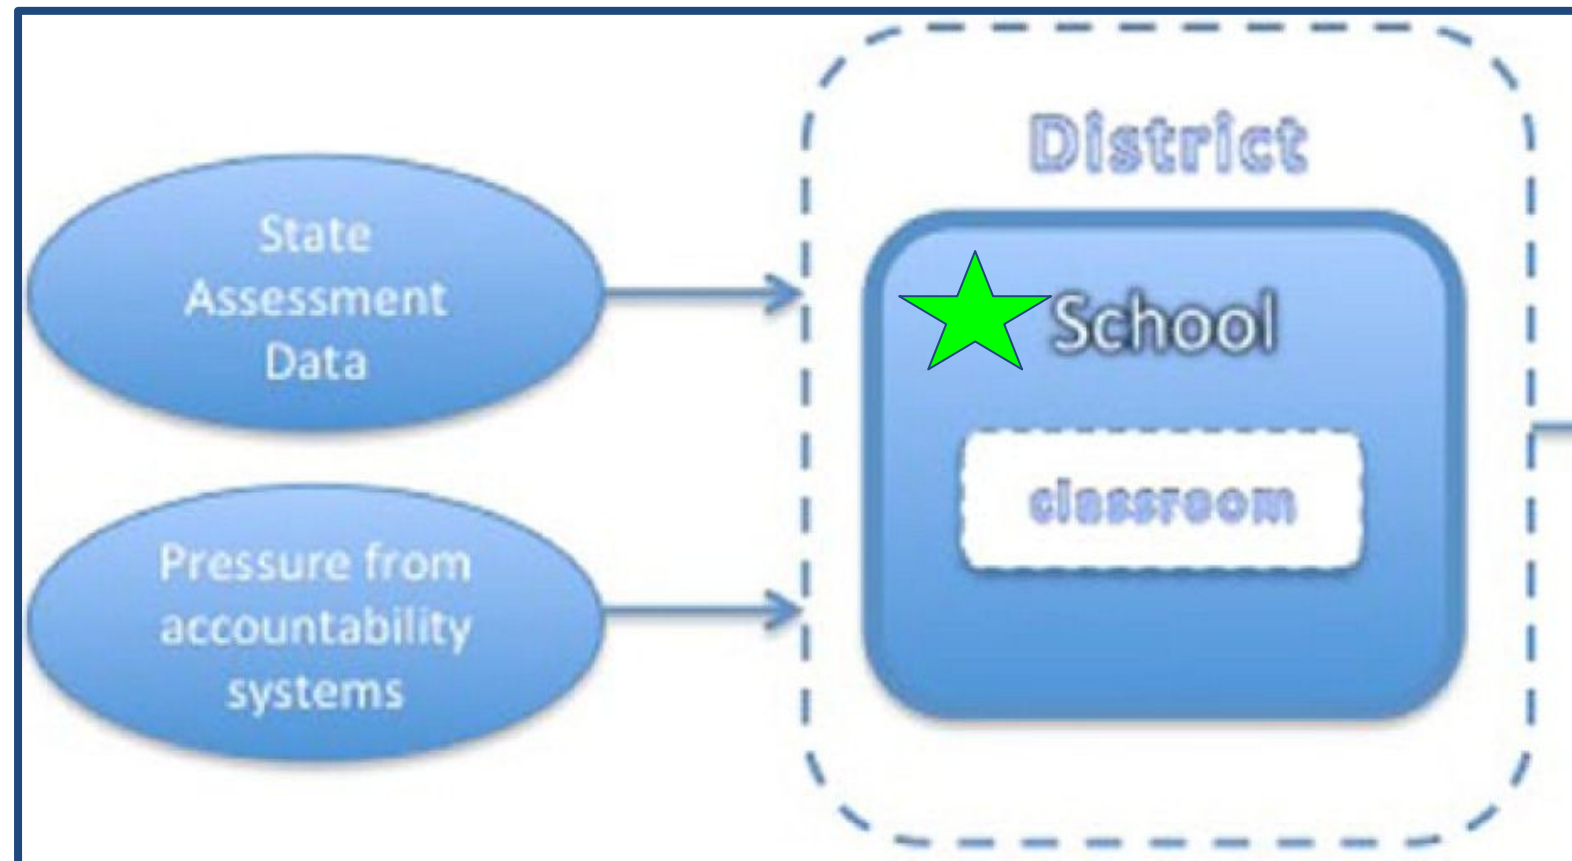 State
Assessment
Data
Pressure from
accountability
systems
District
School
classroom